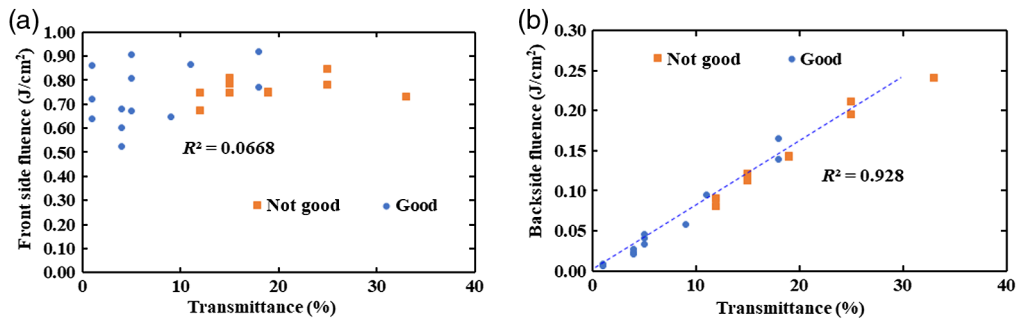 (a)
Front side fluence (J/cm²)
1.00
0.90
0.80
0.70
0.60
0.50
0.40
0.30
0.20
0.10
0.00
R² = 0.0668
Not good Good
0 10 20 30 40
Transmittance (%)
(b)
Backside fluence (J/cm²)
0.30
0.25
0.20
0.15
0.10
0.05
0.00
Not good Good
R² = 0.928
0 10 20 30 40
Transmittance (%)